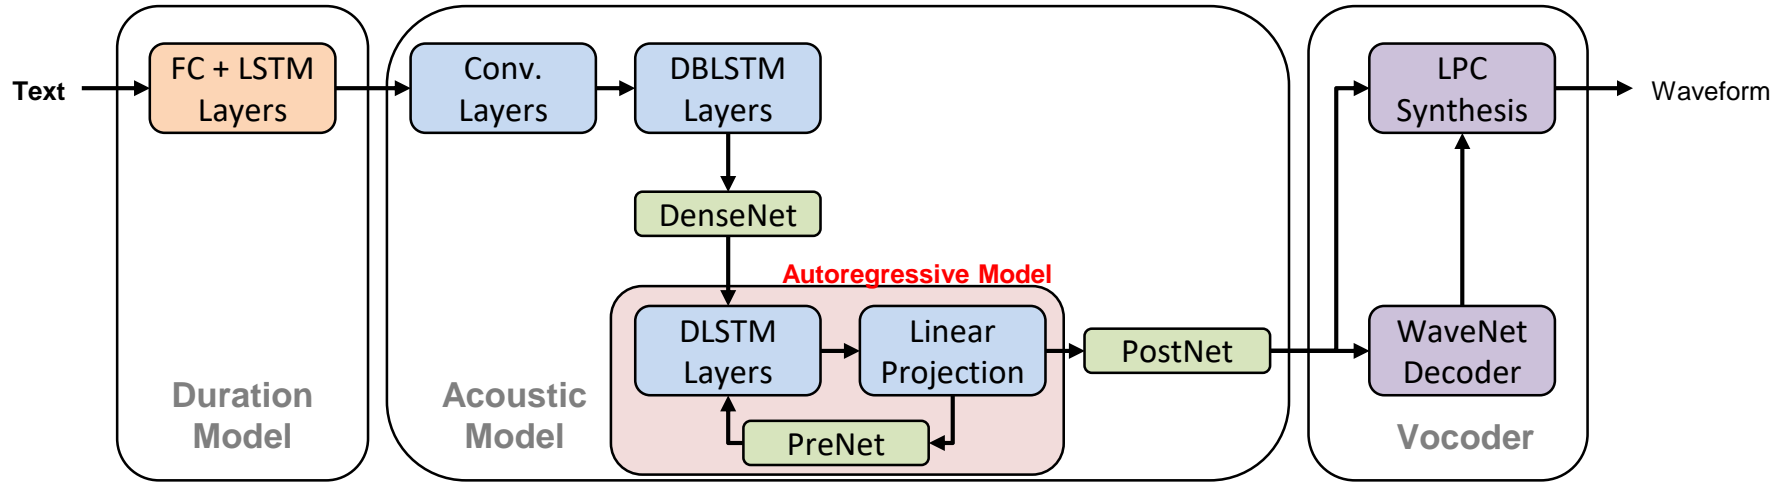 Text
FC + LSTM
Layers
Duration
Model
Conv.
Layers
DBLSTM
Layers
DenseNet
Autoregressive Model
DLSTM
Layers
Linear
Projection
PreNet
PostNet
Acoustic
Model
LPC
Synthesis
WaveNet
Decoder
Vocoder
Waveform